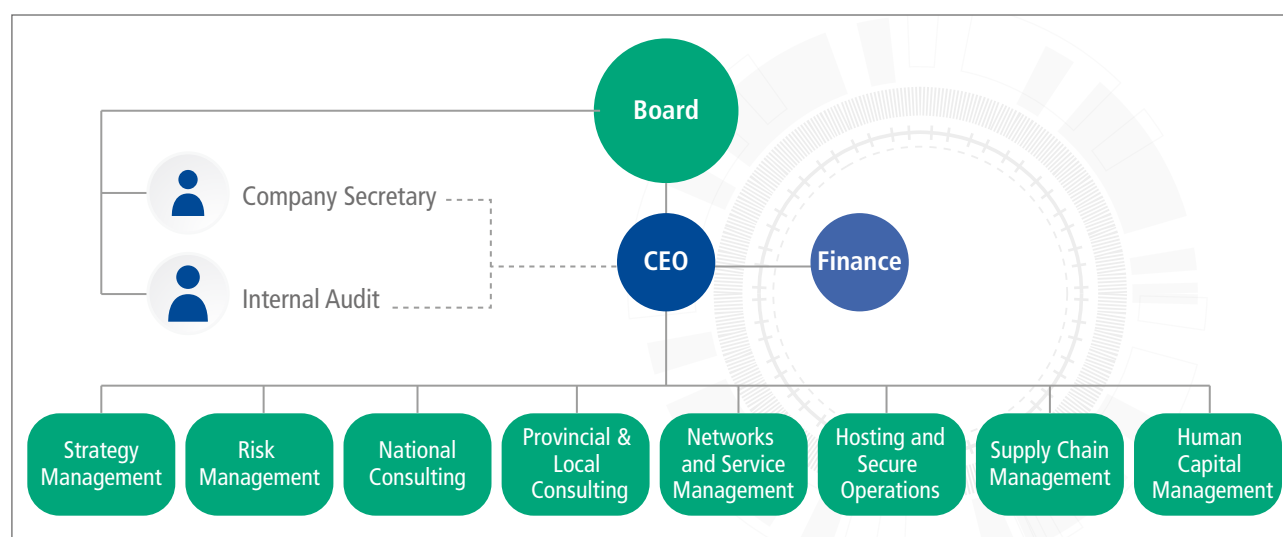 Board
Company Secretary
CEO
Finance
Internal Audit
Strategy
Management
Risk
Management
National
Consulting
Provincial &
Local
Consulting
Networks
and Service
Management
Hosting and
Secure
Operations
Supply Chain
Management
Human
Capital
Management